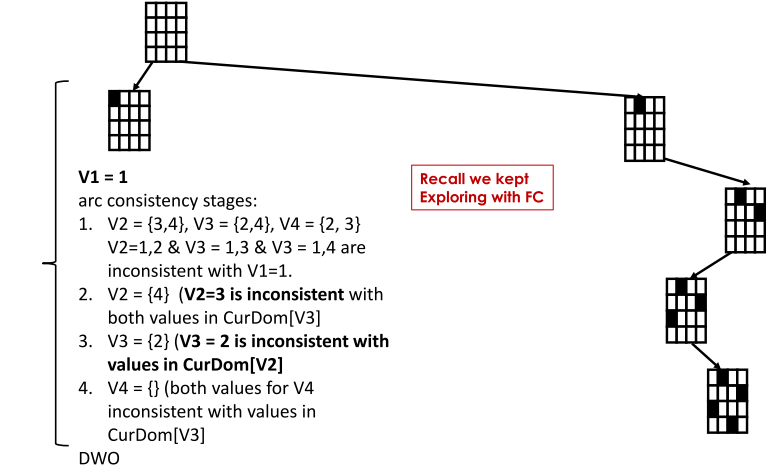 V1 = 1
arc consistency stages:
1. V2 = {3,4}, V3 = {2,4}, V4 = {2, 3}
V2=1,2 & V3 = 1,3 & V3 = 1,4 are
inconsistent with V1=1.
2. V2 = {4} (V2=3 is inconsistent with
both values in CurDom[V3]
3. V3 = {2} (V3 = 2 is inconsistent with
values in CurDom[V2]
4. V4 = {} (both values for V4
inconsistent with values in
CurDom[V3]
DWO
Recall we kept
Exploring with FC